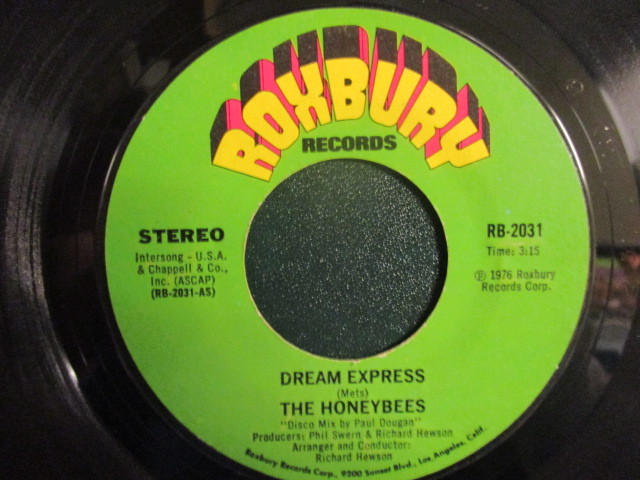 ROXBURY
RECORDS
STEREO
Intersong - U.S.A.
& Chappell & Co.,
Inc. (ASCAP)
(RB-2031-AS)
RB-2031
Time: 3:15
℗ 1976 Roxbury
Records Corp.
DREAM EXPRESS
(Mets)
THE HONEYBEES
"Disco Mix by Paul Dougan"
Producers: Phil Swern & Richard Hewson
Arranger and Conductor:
Richard Hewson
Roxbury Records Corp., 9200 Sunset Blvd., Los Angeles, Calif.